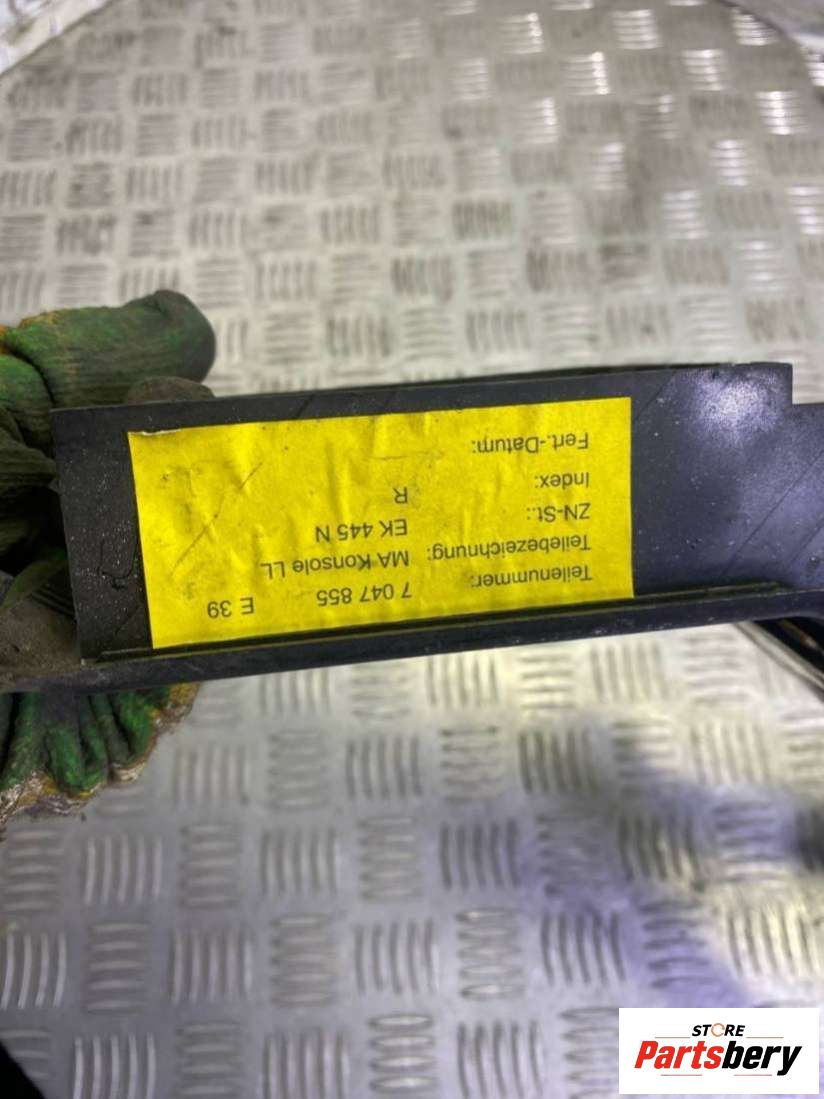 Teilenummer: 7 047 855 E 39
Teilebezeichnung: MA Konsole LL
ZN-St.: EK 445 N
Index: R
Fert.-Datum:
STORE
Partsbery